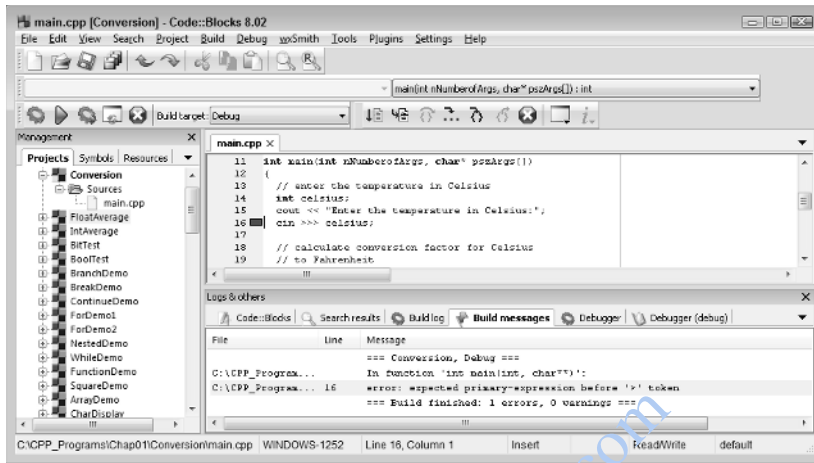 main.cpp [Conversion] - Code::Blocks 8.02
File Edit View Search Project Build Debug wxSmith Tools Plugins Settings Help
main(int nNumberofArgs, char* pszArgs[]) : int
Build target: Debug
Management
main.cpp
Projects Symbols Resources
Conversion
Sources
main.cpp
FloatAverage
IntAverage
BitTest
BoolTest
BranchDemo
BreakDemo
ContinueDemo
ForDemo1
ForDemo2
NestedDemo
WhileDemo
FunctionDemo
SquareDemo
ArrayDemo
CharDisplay
11 int main(int nNumberofArgs, char* pszArgs[])
12 {
13 // enter the temperature in Celsius
14 int celsius;
15 cout << "Enter the temperature in Celsius:";
16 cin >>> celsius;
17
18 // calculate conversion factor for Celsius
19 // to Fahrenheit
Logs & others
Code::Blocks Search results Build log Build messages Debugger Debugger (debug)
File Line Message
=== Conversion, Debug ===
G:\CPP_Program... In function 'int main(int, char**)':
C:\CPP_Program... 16 error: expected primary-expression before '>' token
=== Build finished: 1 errors, 0 warnings ===
C:\CPP_Programs\Chap01\Conversion\main.cpp WINDOWS-1252 Line 16, Column 1 Insert Read/Write default